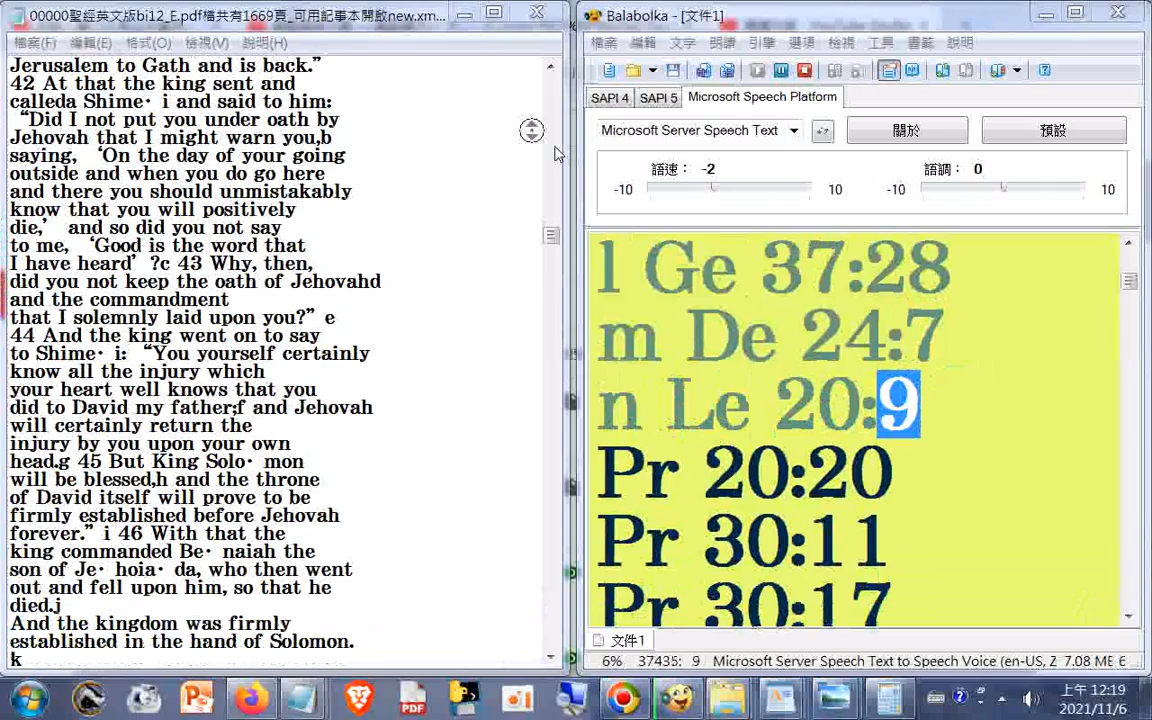 00000聖經英文版bi12_E.pdf檔共有1669頁_可用記事本開啟new.xm...
檔案(F) 編輯(E) 格式(O) 檢視(V) 說明(H)
Jerusalem to Gath and is back.”
42 At that the king sent and
calleda Shime· i and said to him:
“Did I not put you under oath by
Jehovah that I might warn you,b
saying, ‘On the day of your going
outside and when you do go here
and there you should unmistakably
know that you will positively
die,’ and so did you not say
to me, ‘Good is the word that
I have heard’ ?c 43 Why, then,
did you not keep the oath of Jehovahd
and the commandment
that I solemnly laid upon you?” e
44 And the king went on to say
to Shime· i: “You yourself certainly
know all the injury which
your heart well knows that you
did to David my father;f and Jehovah
will certainly return the
injury by you upon your own
head.g 45 But King Solo· mon
will be blessed,h and the throne
of David itself will prove to be
firmly established before Jehovah
forever.” i 46 With that the
king commanded Be· naiah the
son of Je· hoia· da, who then went
out and fell upon him, so that he
died.j
And the kingdom was firmly
established in the hand of Solomon.
k
Balabolka - [文件1]
檔案 編輯 文字 朗讀 引擎 選項 檢視 工具 書籤 說明
SAPI 4 SAPI 5 Microsoft Speech Platform
Microsoft Server Speech Text 關於 預設
語速： -2 語調： 0
-10 10 -10 10
l Ge 37:28
m De 24:7
n Le 20:9
Pr 20:20
Pr 30:11
Pr 30:17
文件1
6% 37435: 9 Microsoft Server Speech Text to Speech Voice (en-US, Z 7.08 ME 6
PDF
上午 12:19
2021/11/6